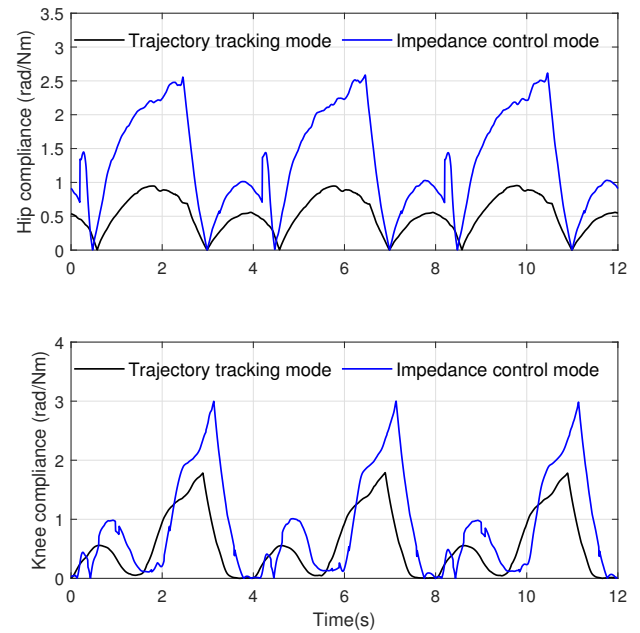 3.5
3
2.5
2
1.5
1
0.5
0
Hip compliance (rad/Nm)
Trajectory tracking mode
Impedance control mode
0 2 4 6 8 10 12
4
3
2
1
0
Knee compliance (rad/Nm)
Trajectory tracking mode
Impedance control mode
0 2 4 6 8 10 12
Time(s)